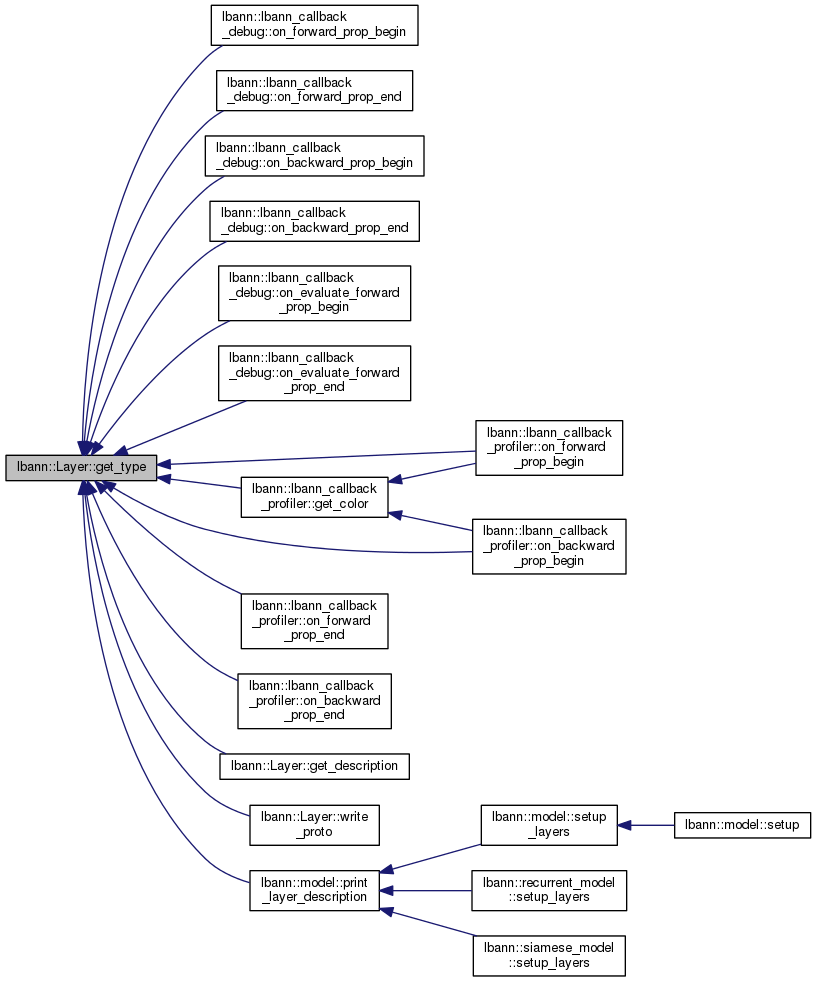 lbann::lbann_callback
_debug::on_forward_prop_begin
lbann::lbann_callback
_debug::on_forward_prop_end
lbann::lbann_callback
_debug::on_backward_prop_begin
lbann::lbann_callback
_debug::on_backward_prop_end
lbann::lbann_callback
_debug::on_evaluate_forward
_prop_begin
lbann::lbann_callback
_debug::on_evaluate_forward
_prop_end
lbann::Layer::get_type
lbann::lbann_callback
_profiler::on_forward
_prop_begin
lbann::lbann_callback
_profiler::get_color
lbann::lbann_callback
_profiler::on_backward
_prop_begin
lbann::lbann_callback
_profiler::on_forward
_prop_end
lbann::lbann_callback
_profiler::on_backward
_prop_end
lbann::Layer::get_description
lbann::Layer::write
_proto
lbann::model::setup
_layers
lbann::model::setup
lbann::model::print
_layer_description
lbann::recurrent_model
::setup_layers
lbann::siamese_model
::setup_layers